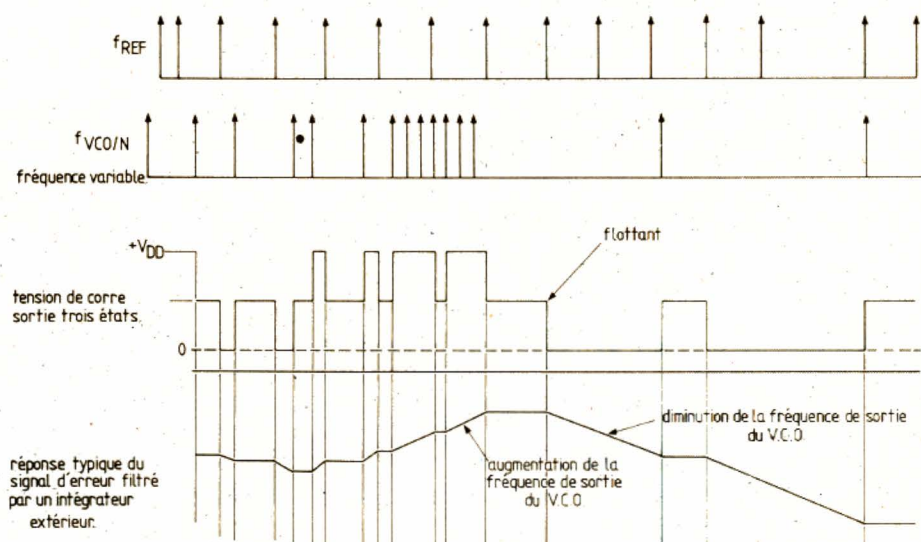 fREF
fVCO/N
fréquence variable.
+VDD
flottant
tension de corre
sortie trois états.
0
diminution de la fréquence de sortie
du V.C.O.
réponse typique du
signal d'erreur filtré
par un intégrateur
extérieur.
augmentation de la
fréquence de sortie
du V.C.O